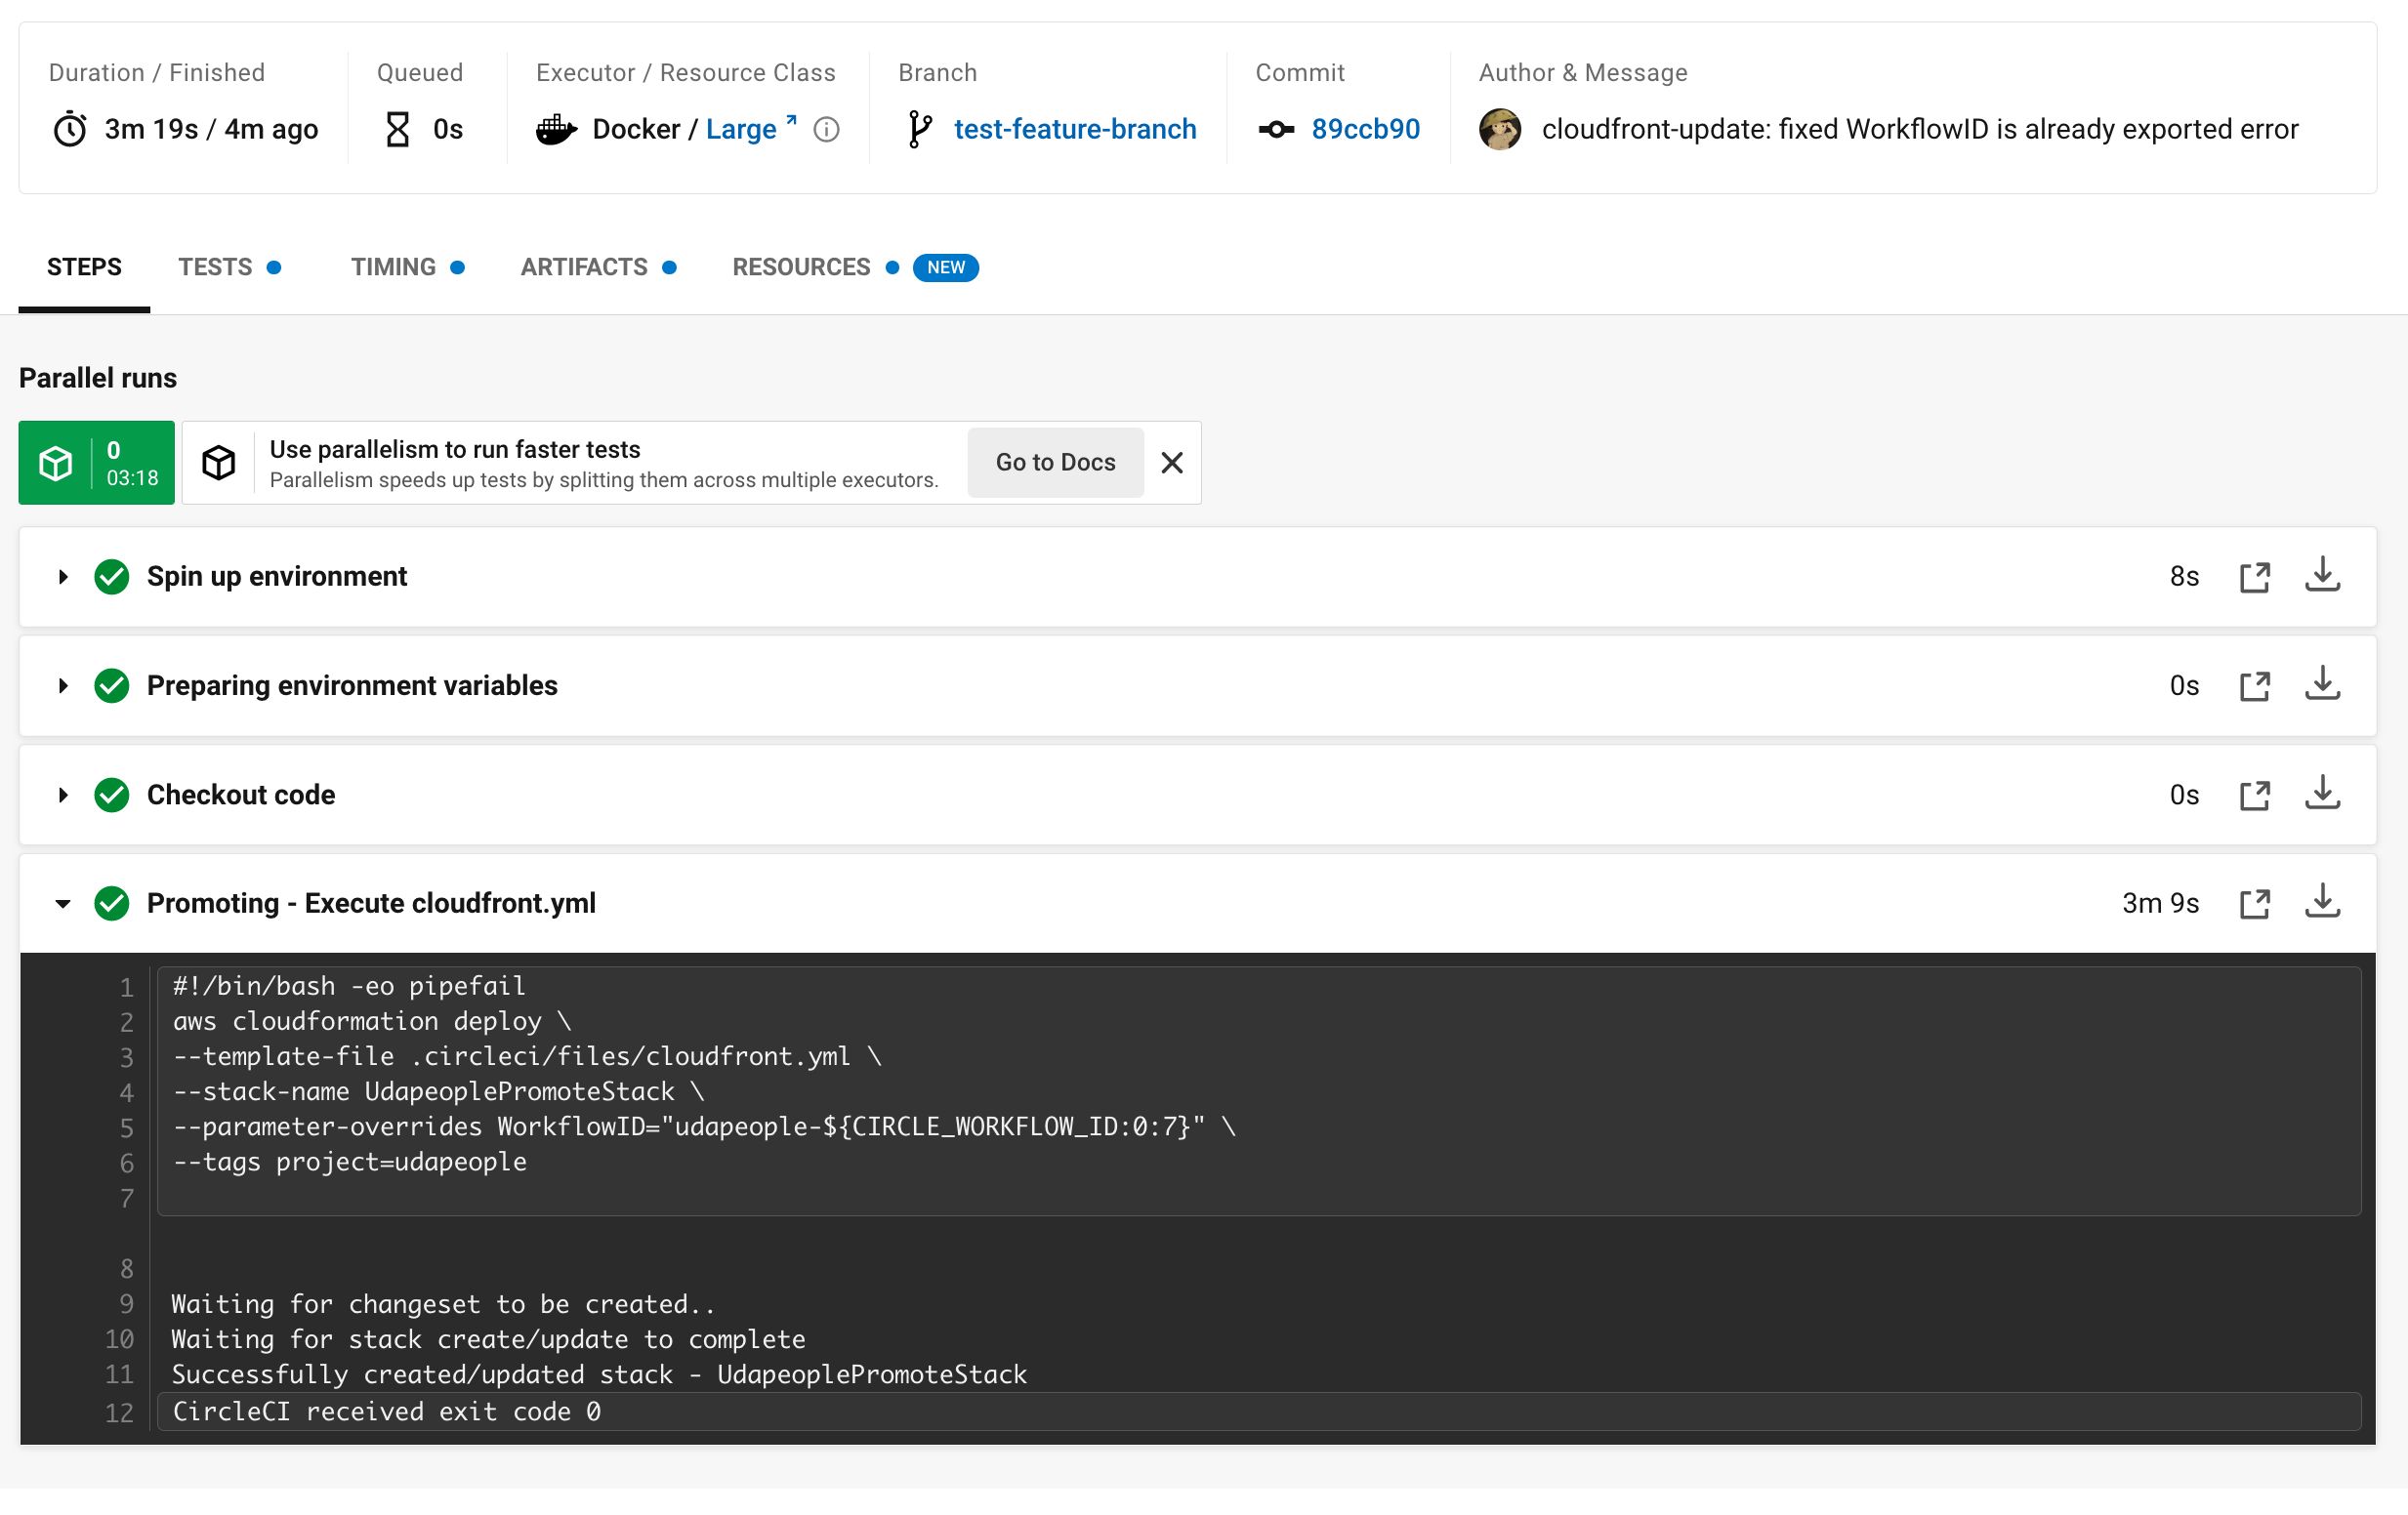 Duration / Finished
3m 19s / 4m ago
Queued
0s
Executor / Resource Class
Docker / Large
Branch
test-feature-branch
Commit
89ccb90
Author & Message
cloudfront-update: fixed WorkflowID is already exported error
STEPS TESTS TIMING ARTIFACTS RESOURCES NEW
Parallel runs
0
03:18
Use parallelism to run faster tests
Parallelism speeds up tests by splitting them across multiple executors.
Go to Docs
Spin up environment 8s
Preparing environment variables 0s
Checkout code 0s
Promoting - Execute cloudfront.yml 3m 9s
1 #!/bin/bash -eo pipefail
2 aws cloudformation deploy \
3 --template-file .circleci/files/cloudfront.yml \
4 --stack-name UdapeoplePromoteStack \
5 --parameter-overrides WorkflowID="udapeople-${CIRCLE_WORKFLOW_ID:0:7}" \
6 --tags project=udapeople
7
8
9 Waiting for changeset to be created..
10 Waiting for stack create/update to complete
11 Successfully created/updated stack - UdapeoplePromoteStack
12 CircleCI received exit code 0